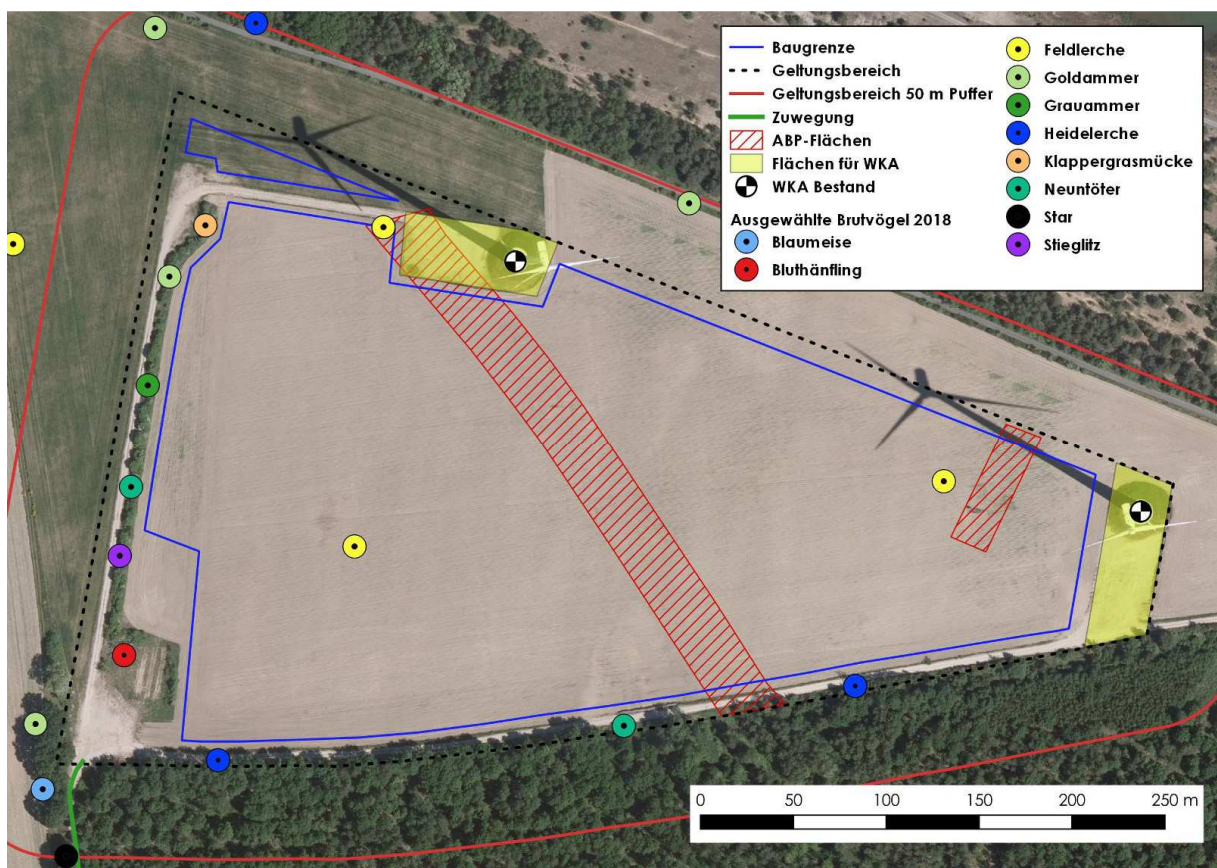 Baugrenze
Geltungsbereich
Geltungsbereich 50 m Puffer
Zuwegung
ABP-Flächen
Flächen für WKA
WKA Bestand
Ausgewählte Brutvögel 2018
Blaumeise
Bluthänfling
Feldlerche
Goldammer
Grauammer
Heidelerche
Klappergrasmücke
Neuntöter
Star
Stieglitz
0 50 100 150 200 250 m